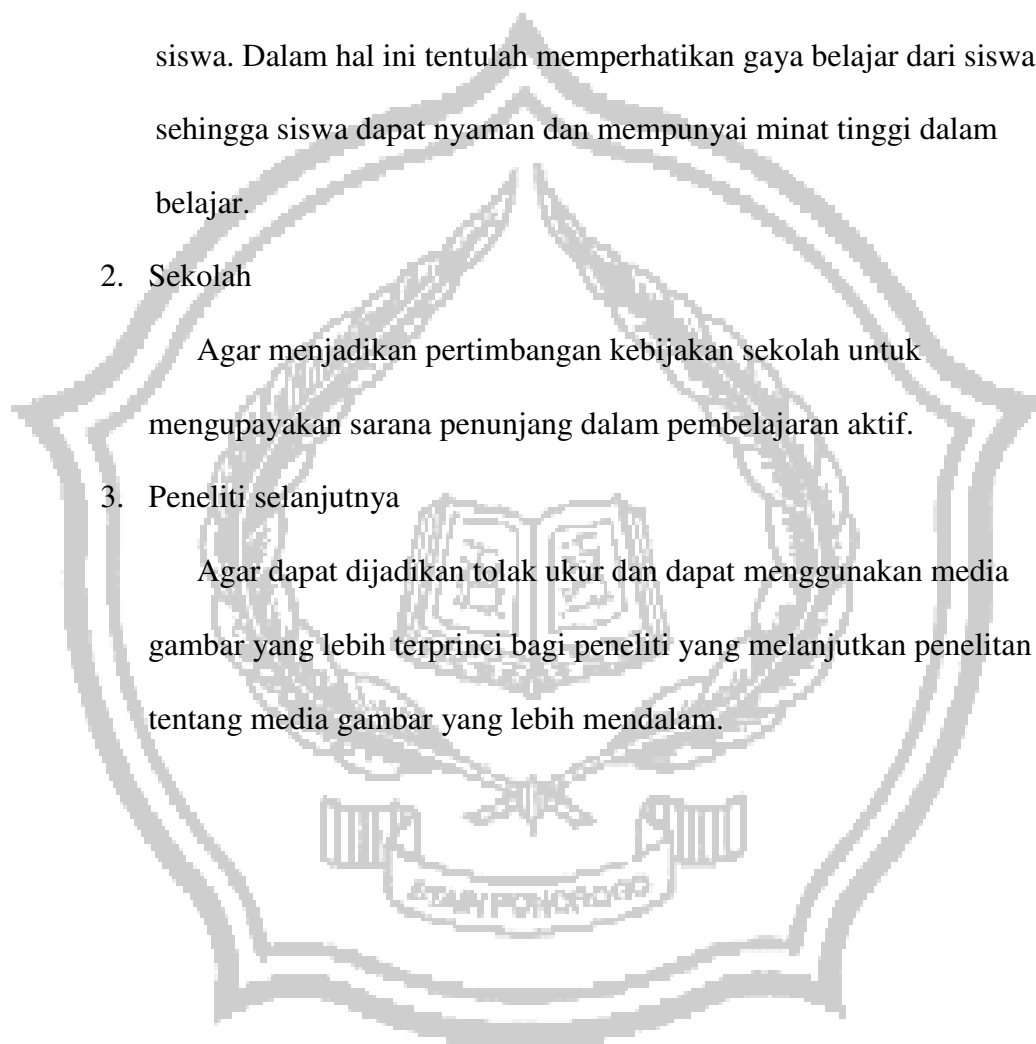 siswa. Dalam hal ini tentulah memperhatikan gaya belajar dari siswa
sehingga siswa dapat nyaman dan mempunyai minat tinggi dalam
belajar.
2. Sekolah
Agar menjadikan pertimbangan kebijakan sekolah untuk
mengupayakan sarana penunjang dalam pembelajaran aktif.
3. Peneliti selanjutnya
Agar dapat dijadikan tolak ukur dan dapat menggunakan media
gambar yang lebih terprinci bagi peneliti yang melanjutkan penelitan
tentang media gambar yang lebih mendalam.
STAIN PONOROGO